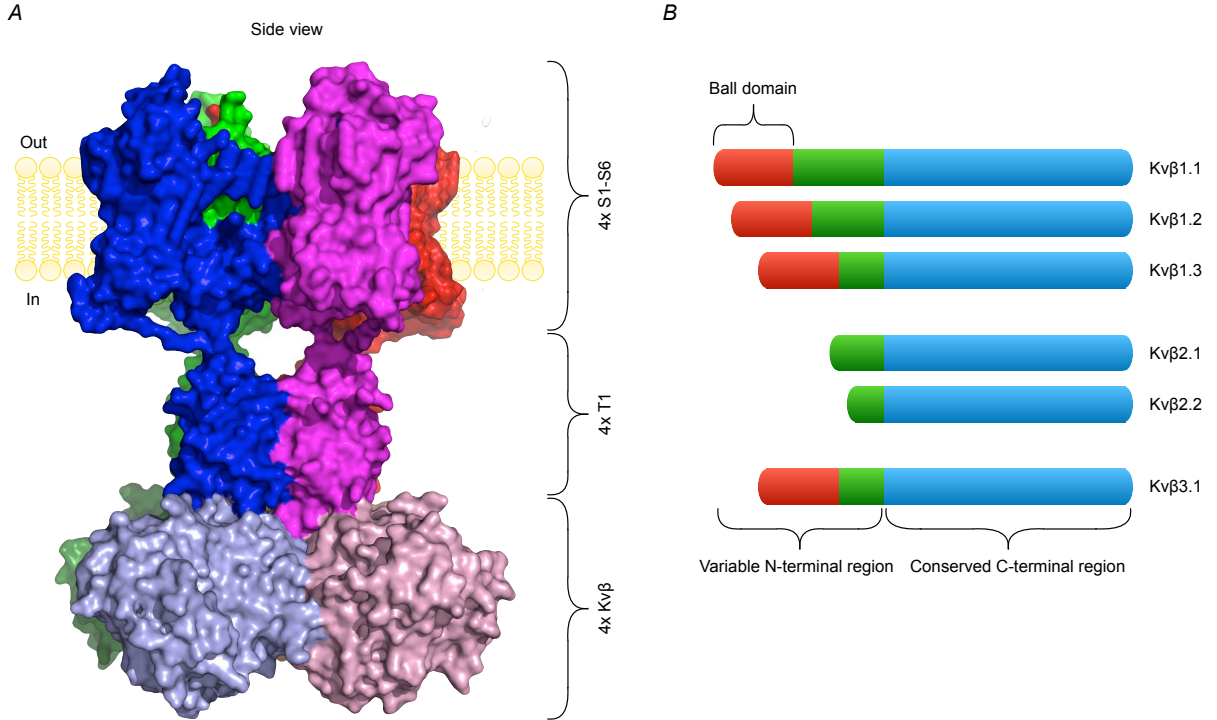 A
Side view
Out
In
4x S1-S6
4x T1
4x Kvβ
B
Ball domain
Kvβ1.1
Kvβ1.2
Kvβ1.3
Kvβ2.1
Kvβ2.2
Kvβ3.1
Variable N-terminal region
Conserved C-terminal region